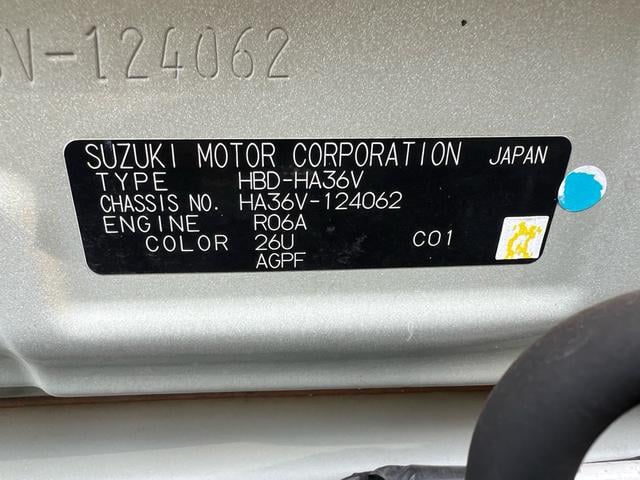 V-124062
SUZUKI MOTOR CORPORATION JAPAN
TYPE HBD-HA36V
CHASSIS NO. HA36V-124062
ENGINE R06A
COLOR 26U C01
AGPF